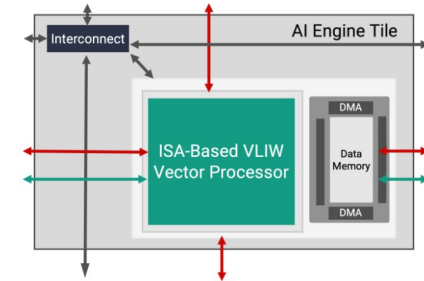 AI Engine Tile
Interconnect
DMA
ISA-Based VLIW
Vector Processor
Data
Memory
DMA